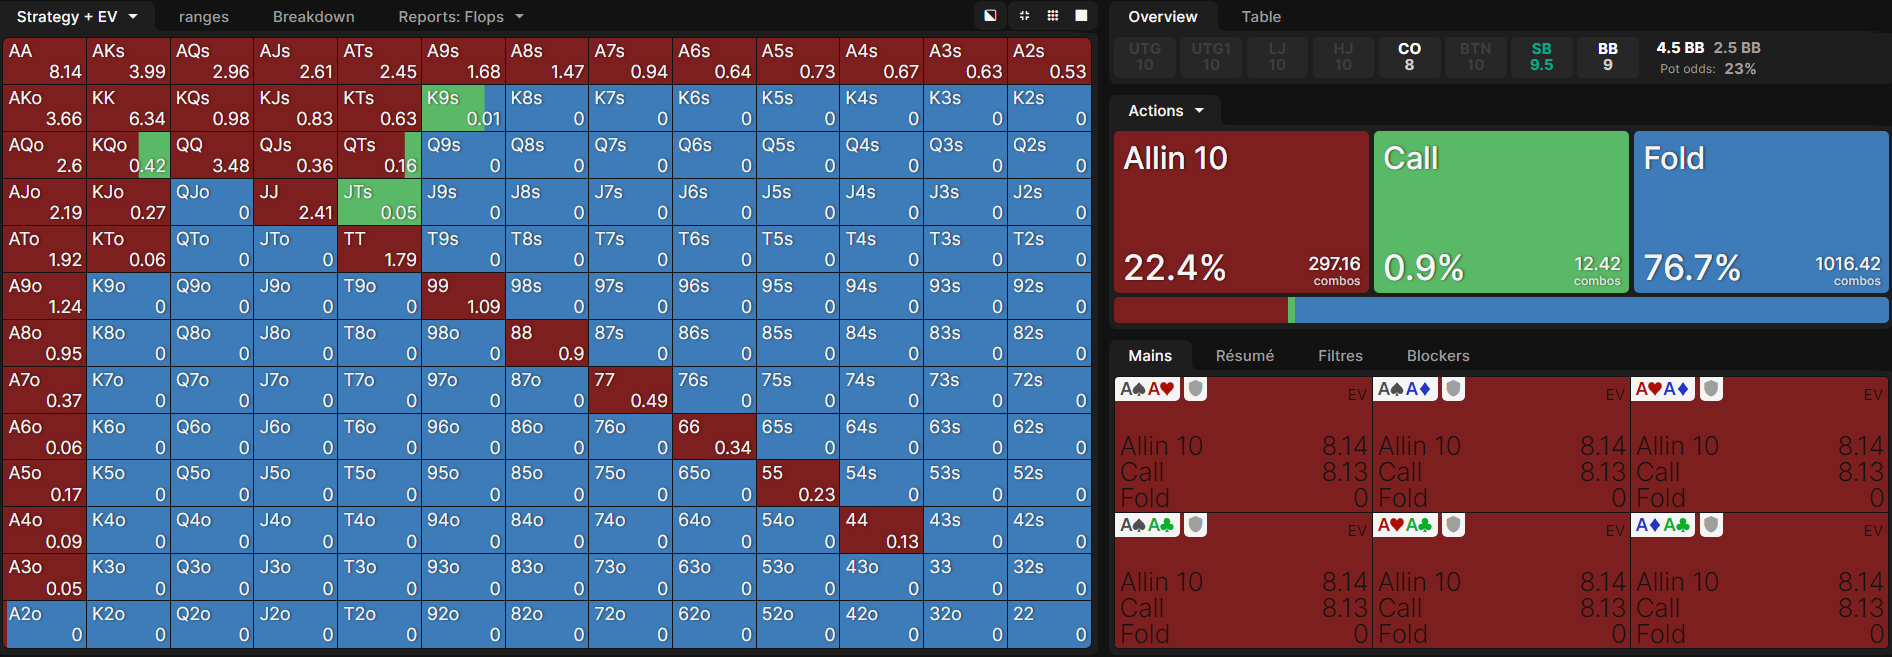 Strategy + EV ranges Breakdown Reports: Flops
AA AKs AQs AJs ATs A9s A8s A7s A6s A5s A4s A3s A2s
8.14 3.99 2.96 2.61 2.45 1.68 1.47 0.94 0.64 0.73 0.67 0.63 0.53
AKo KK KQs KJs KTs K9s K8s K7s K6s K5s K4s K3s K2s
3.66 6.34 0.98 0.83 0.63 0.01 0 0 0 0 0 0 0
AQo KQo QQ QJs QTs Q9s Q8s Q7s Q6s Q5s Q4s Q3s Q2s
2.6 0.42 3.48 0.36 0.16 0 0 0 0 0 0 0 0
AJo KJo QJo JJ JTs J9s J8s J7s J6s J5s J4s J3s J2s
2.19 0.27 0 2.41 0.05 0 0 0 0 0 0 0 0
ATo KTo QTo JTo TT T9s T8s T7s T6s T5s T4s T3s T2s
1.92 0.06 0 0 1.79 0 0 0 0 0 0 0 0
A9o K9o Q9o J9o T9o 99 98s 97s 96s 95s 94s 93s 92s
1.24 0 0 0 0 1.09 0 0 0 0 0 0 0
A8o K8o Q8o J8o T8o 98o 88 87s 86s 85s 84s 83s 82s
0.95 0 0 0 0 0 0.9 0 0 0 0 0 0
A7o K7o Q7o J7o T7o 97o 87o 77 76s 75s 74s 73s 72s
0.37 0 0 0 0 0 0 0.49 0 0 0 0 0
A6o K6o Q6o J6o T6o 96o 86o 76o 66 65s 64s 63s 62s
0.06 0 0 0 0 0 0 0 0.34 0 0 0 0
A5o K5o Q5o J5o T5o 95o 85o 75o 65o 55 54s 53s 52s
0.17 0 0 0 0 0 0 0 0 0.23 0 0 0
A4o K4o Q4o J4o T4o 94o 84o 74o 64o 54o 44 43s 42s
0.09 0 0 0 0 0 0 0 0 0 0.13 0 0
A3o K3o Q3o J3o T3o 93o 83o 73o 63o 53o 43o 33 32s
0.05 0 0 0 0 0 0 0 0 0 0 0 0
A2o K2o Q2o J2o T2o 92o 82o 72o 62o 52o 42o 32o 22
0 0 0 0 0 0 0 0 0 0 0 0 0
Overview Table
UTG UTG1 LJ HJ CO BTN SB BB 4.5 BB 2.5 BB
10 10 10 10 8 10 9.5 9 Pot odds: 23%
Actions
Allin 10 Call Fold
22.4% 297.16 combos 0.9% 12.42 combos 76.7% 1016.42 combos
Mains Résumé Filtres Blockers
A♠A♥ EV A♠A♦ EV A♥A♦ EV
Allin 10 8.14 Allin 10 8.14 Allin 10 8.14
Call 8.13 Call 8.13 Call 8.13
Fold 0 Fold 0 Fold 0
A♠A♣ EV A♥A♣ EV A♦A♣ EV
Allin 10 8.14 Allin 10 8.14 Allin 10 8.14
Call 8.13 Call 8.13 Call 8.13
Fold 0 Fold 0 Fold 0